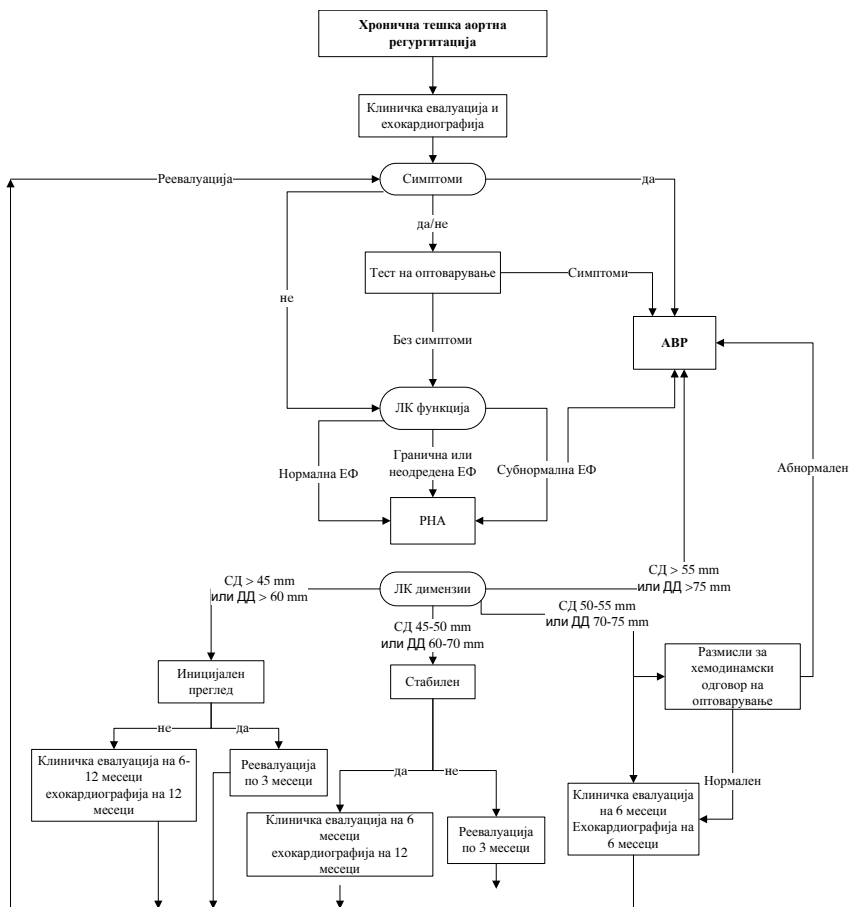 Хронична тешка аортна
регургитација
Клиничка евалуација и
ехокардиографија
Реевалуација
Симптоми
да
да/не
Тест на оптоварување
Симптоми
не
Без симптоми
АВР
ЛК функција
Нормална ЕФ
Гранична или
неодредена ЕФ
Субнормална ЕФ
Абнормален
РНА
СД > 45 mm
или ДД > 60 mm
ЛК димензии
СД > 55 mm
или ДД >75 mm
СД 45-50 mm
или ДД 60-70 mm
СД 50-55 mm
или ДД 70-75 mm
Иницијален
преглед
Стабилен
Размисли за
хемодинамски
одговор на
оптоварување
не
да
Клиничка евалуација на 6-
12 месеци
ехокардиографија на 12
месеци
Реевалуација
по 3 месеци
да
не
Нормален
Клиничка евалуација на 6
месеци
ехокардиографија на 12
месеци
Реевалуација
по 3 месеци
Клиничка евалуација
на 6 месеци
Ехокардиографија на
6 месеци